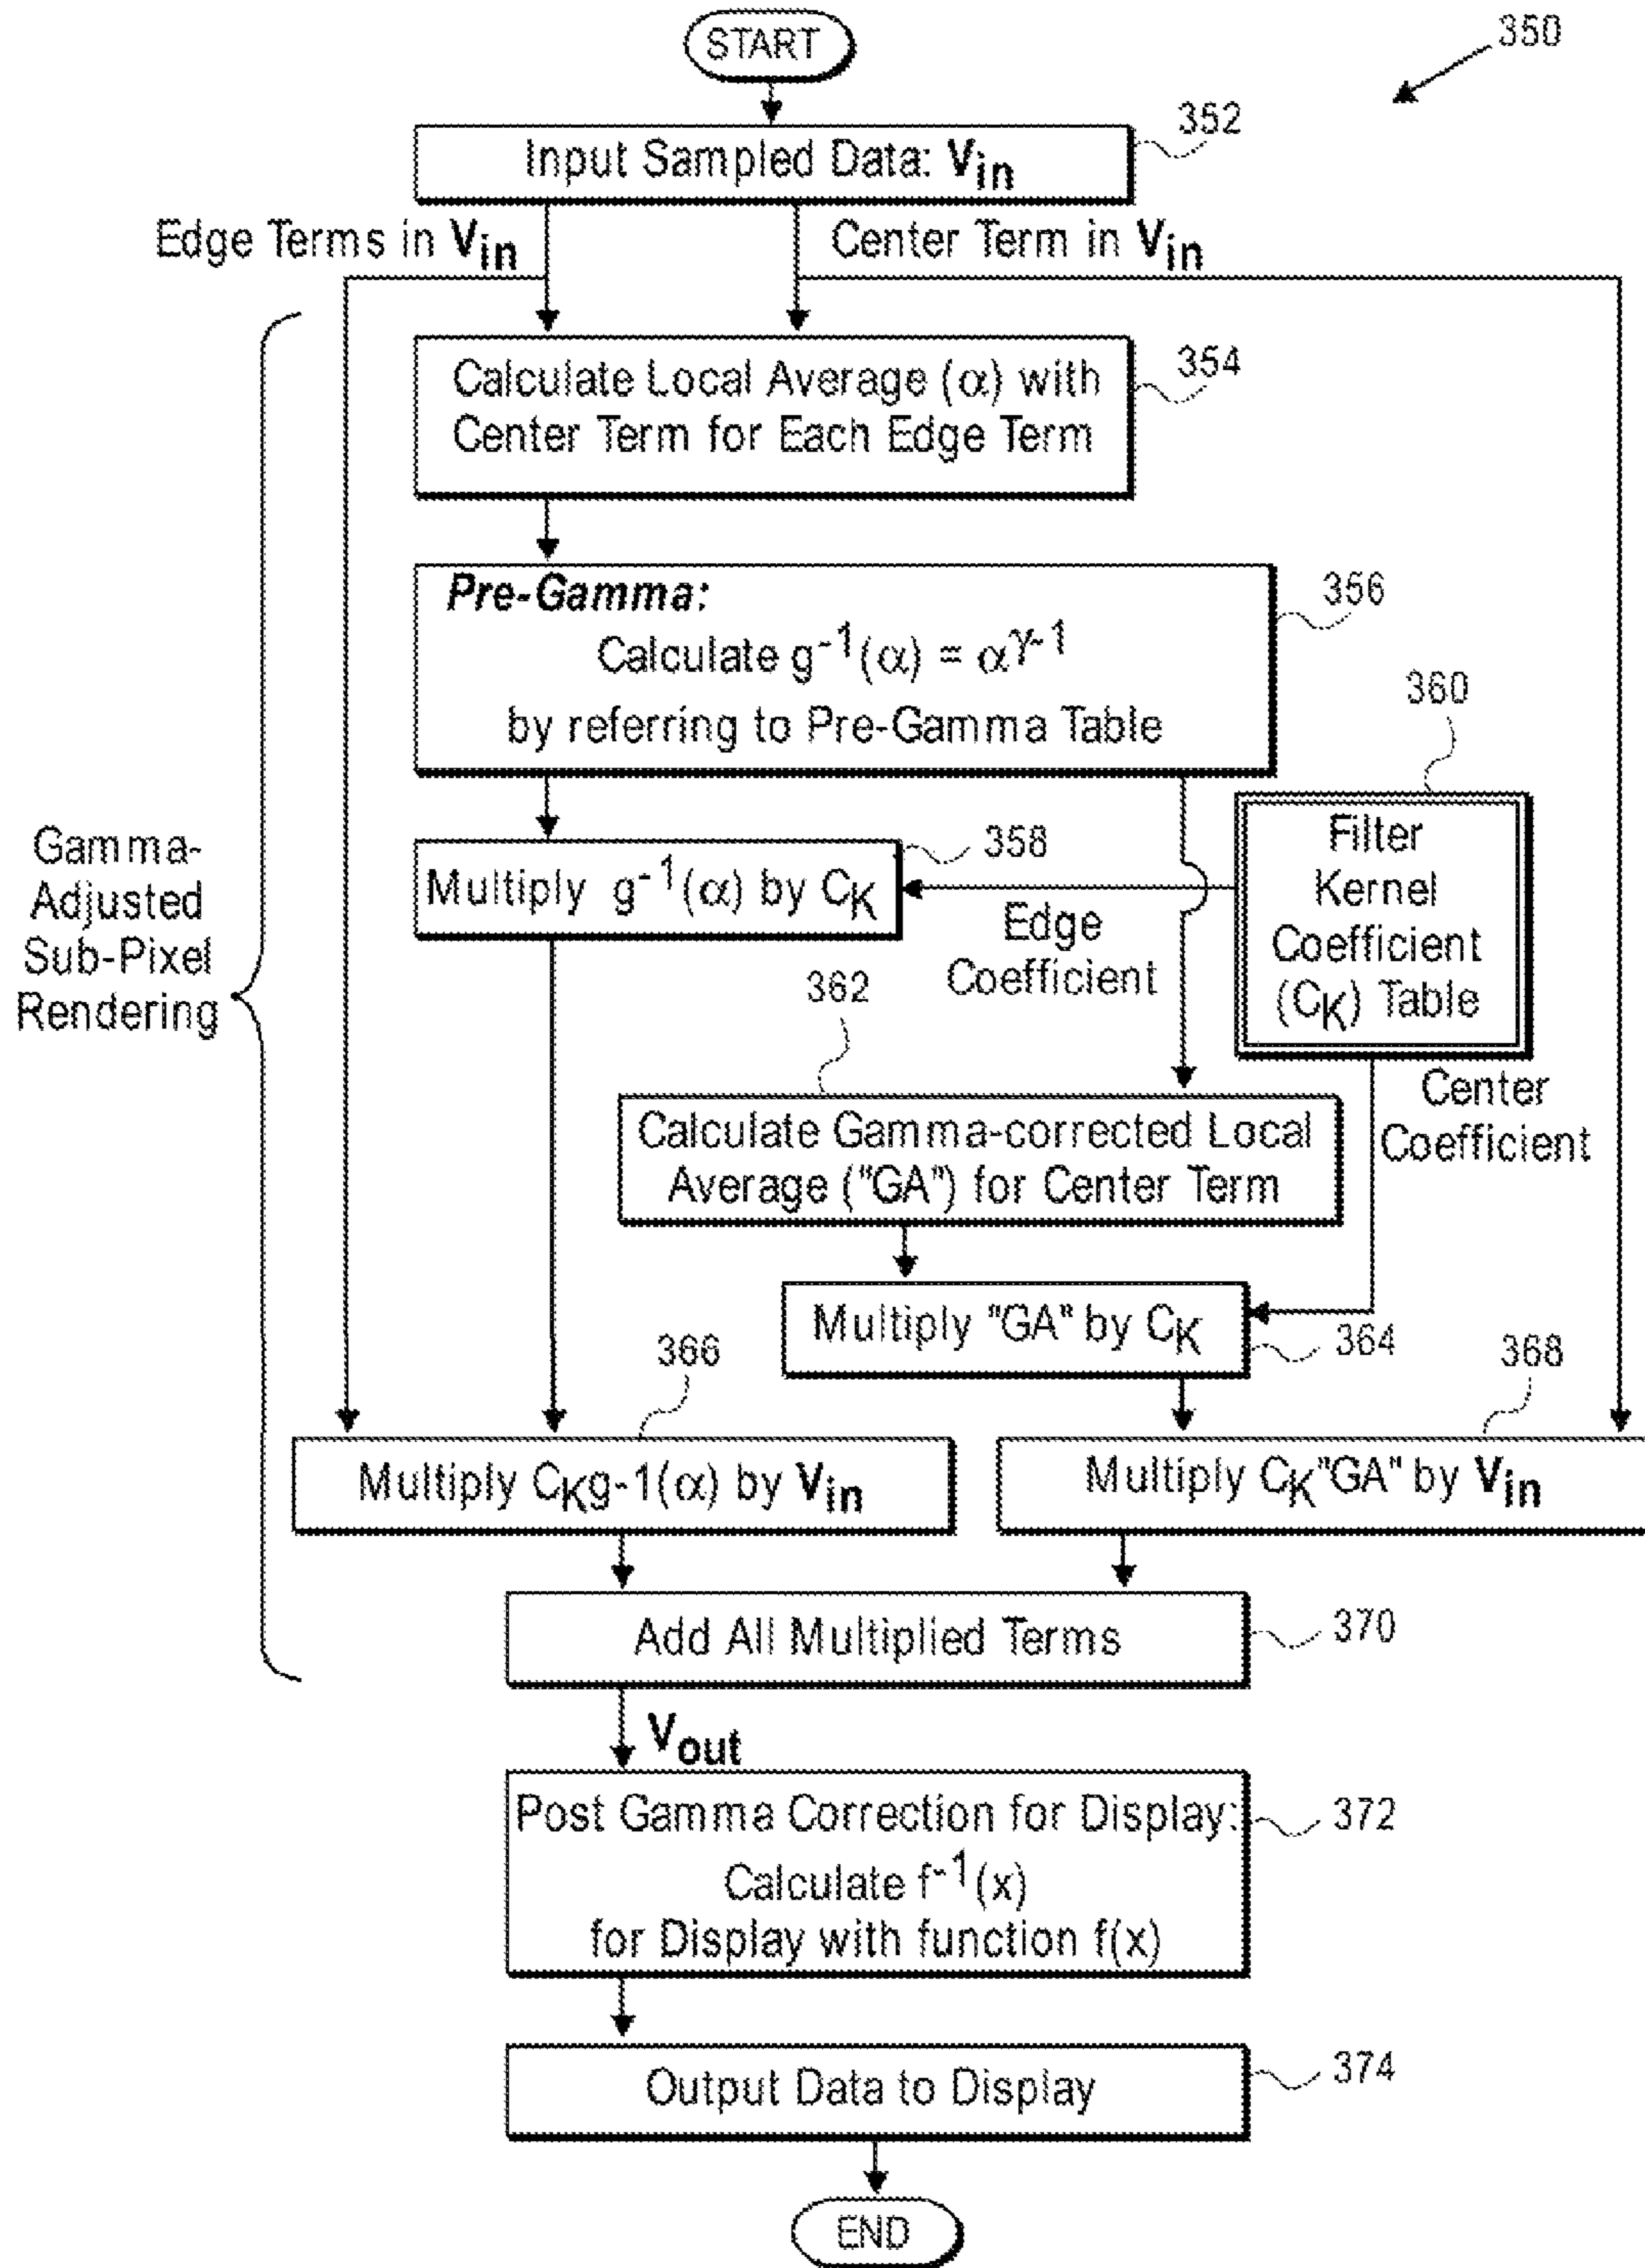 START
350
352
Input Sampled Data: Vin
Edge Terms in Vin
Center Term in Vin
354
Calculate Local Average (α) with
Center Term for Each Edge Term
356
Pre-Gamma:
Calculate g⁻¹(α) = α^γ-1
by referring to Pre-Gamma Table
360
358
Multiply g⁻¹(α) by CK
Filter
Kernel
Coefficient
(CK) Table
Edge
Coefficient
Gamma-
Adjusted
Sub-Pixel
Rendering
362
Center
Coefficient
Calculate Gamma-corrected Local
Average ("GA") for Center Term
Multiply "GA" by CK
364
366
368
Multiply CKg-1(α) by Vin
Multiply CK"GA" by Vin
Add All Multiplied Terms
370
Vout
Post Gamma Correction for Display:
372
Calculate f⁻¹(x)
for Display with function f(x)
Output Data to Display
374
END